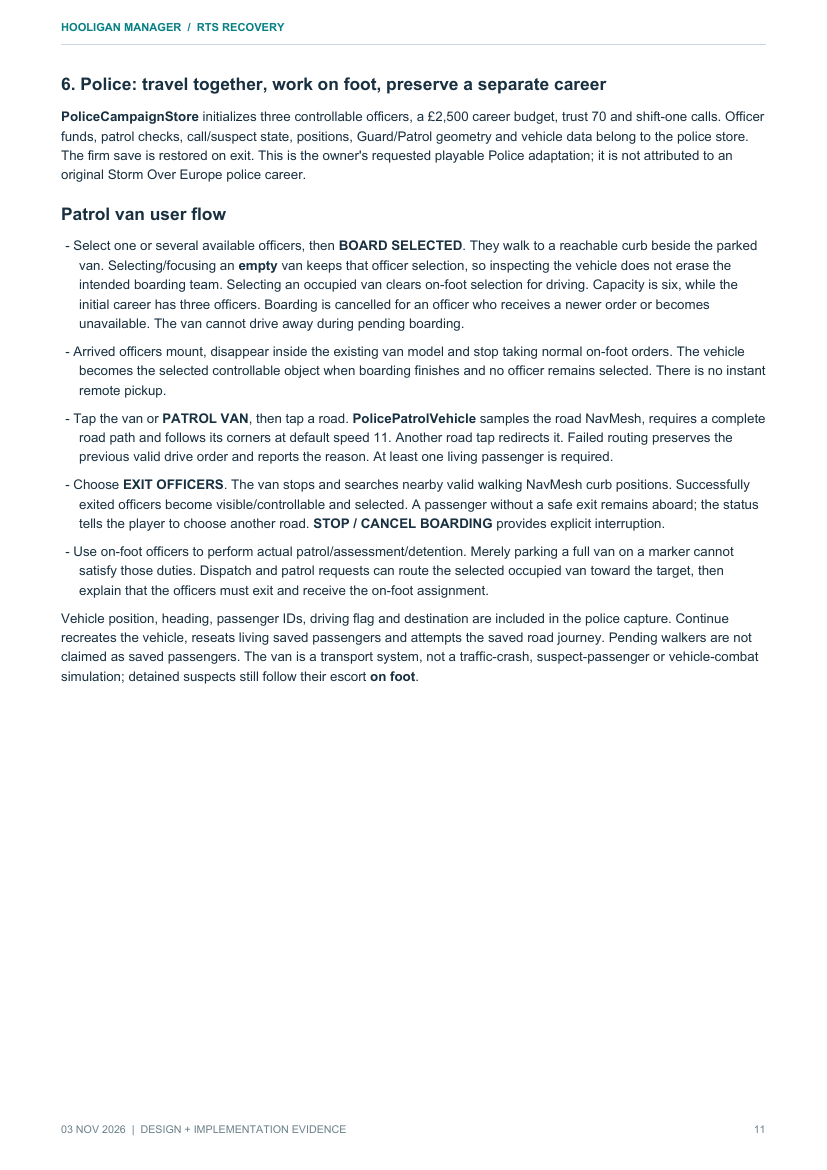 HOOLIGAN MANAGER / RTS RECOVERY
6. Police: travel together, work on foot, preserve a separate career
PoliceCampaignStore initializes three controllable officers, a £2,500 career budget, trust 70 and shift-one calls. Officer
funds, patrol checks, call/suspect state, positions, Guard/Patrol geometry and vehicle data belong to the police store.
The firm save is restored on exit. This is the owner's requested playable Police adaptation; it is not attributed to an
original Storm Over Europe police career.
Patrol van user flow
- Select one or several available officers, then BOARD SELECTED. They walk to a reachable curb beside the parked
van. Selecting/focusing an empty van keeps that officer selection, so inspecting the vehicle does not erase the
intended boarding team. Selecting an occupied van clears on-foot selection for driving. Capacity is six, while the
initial career has three officers. Boarding is cancelled for an officer who receives a newer order or becomes
unavailable. The van cannot drive away during pending boarding.
- Arrived officers mount, disappear inside the existing van model and stop taking normal on-foot orders. The vehicle
becomes the selected controllable object when boarding finishes and no officer remains selected. There is no instant
remote pickup.
- Tap the van or PATROL VAN, then tap a road. PolicePatrolVehicle samples the road NavMesh, requires a complete
road path and follows its corners at default speed 11. Another road tap redirects it. Failed routing preserves the
previous valid drive order and reports the reason. At least one living passenger is required.
- Choose EXIT OFFICERS. The van stops and searches nearby valid walking NavMesh curb positions. Successfully
exited officers become visible/controllable and selected. A passenger without a safe exit remains aboard; the status
tells the player to choose another road. STOP / CANCEL BOARDING provides explicit interruption.
- Use on-foot officers to perform actual patrol/assessment/detention. Merely parking a full van on a marker cannot
satisfy those duties. Dispatch and patrol requests can route the selected occupied van toward the target, then
explain that the officers must exit and receive the on-foot assignment.
Vehicle position, heading, passenger IDs, driving flag and destination are included in the police capture. Continue
recreates the vehicle, reseats living saved passengers and attempts the saved road journey. Pending walkers are not
claimed as saved passengers. The van is a transport system, not a traffic-crash, suspect-passenger or vehicle-combat
simulation; detained suspects still follow their escort on foot.
03 NOV 2026 | DESIGN + IMPLEMENTATION EVIDENCE
11